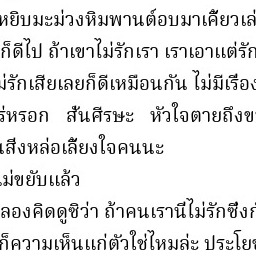 หยิบมะม่วงหิมพานต์อบมาเคี้ยวเล่
ก็ดีไป ถ้าเขาไม่รักเรา เราเอาแต่รัก
ม่รักเสียเลยก็ดีเหมือนกัน ไม่มีเรื่อง
ร่หรอก สั่นศีรษะ หัวใจตายถึงขา
นสิ่งหล่อเลี้ยงใจคนนะ
ม่ขยับแล้ว
ลองคิดดูซิว่า ถ้าคนเรานี่ไม่รักซึ่งกั
ก็ความเห็นแก่ตัวใช่ไหมล่ะ ประโยช